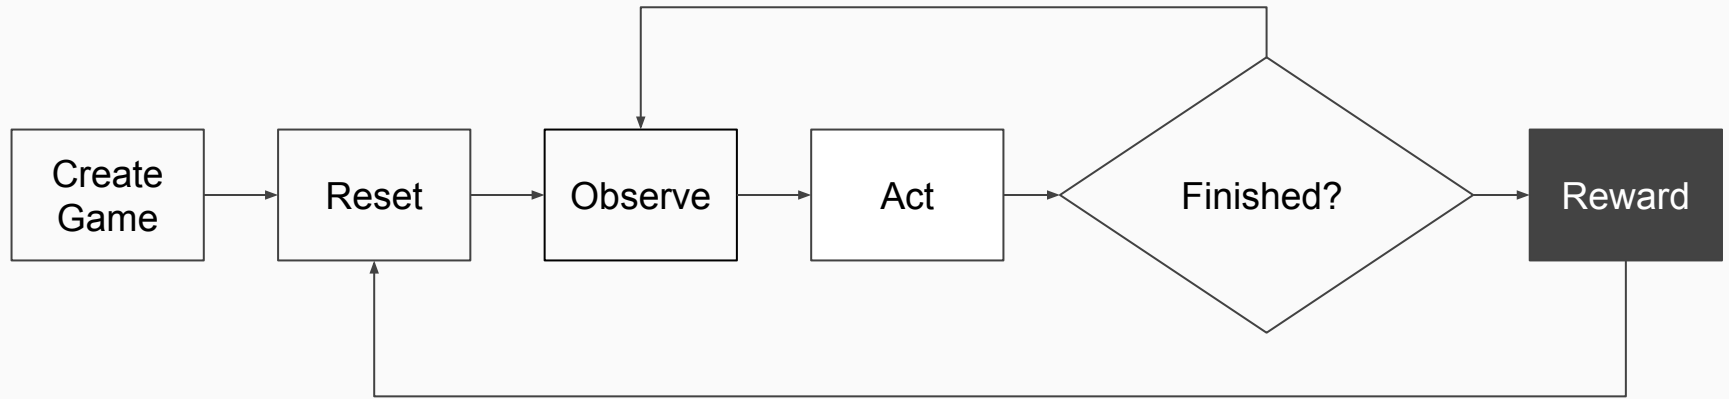 Create
Game
Reset
Observe
Act
Finished?
Reward